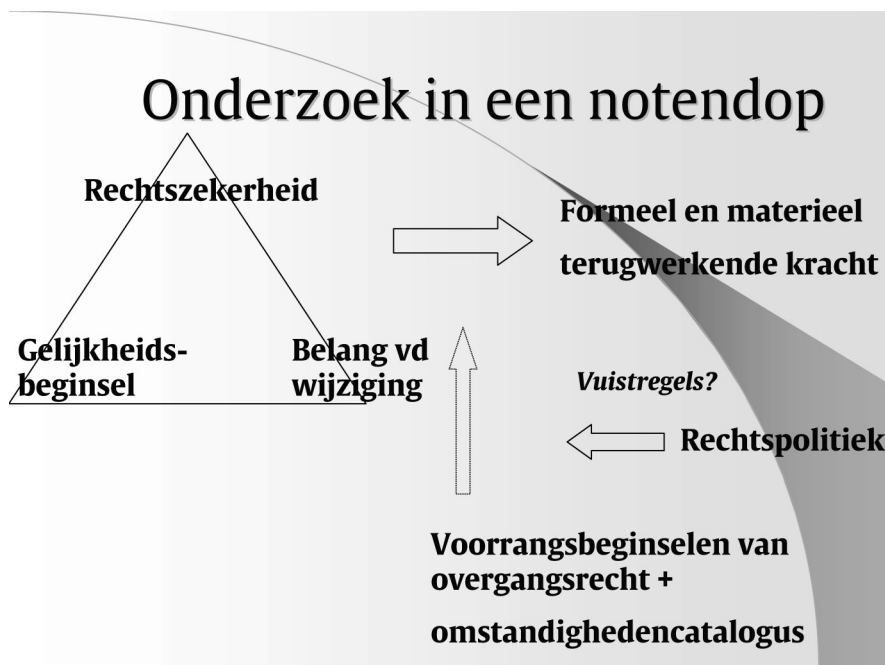 Onderzoek in een notendop
Rechtszekerheid
Gelijkheids-
beginsel
Belang vd
wijziging
Formeel en materieel
terugwerkende kracht
Vuistregels?
Rechtspolitiek
Voorrangsbeginselen van
overgangsrecht +
omstandighedencatalogus